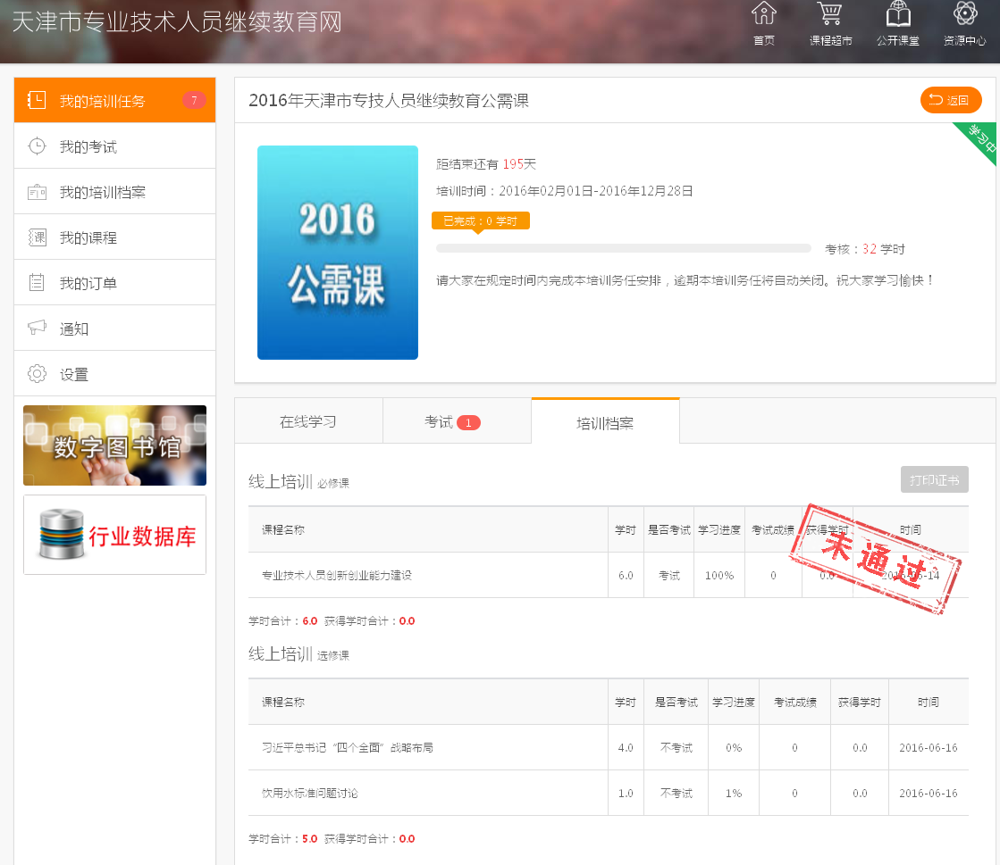 天津市专业技术人员继续教育网
首页 课程超市 公开课堂 资源中心
我的培训任务 7
我的考试
我的培训档案
课 我的课程
我的订单
通知
设置
数字图书馆
行业数据库
2016年天津市专技人员继续教育公需课 返回
学习中
2016
公需课
距结束还有 195天
培训时间：2016年02月01日-2016年12月28日
已完成：0 学时
考核：32 学时
请大家在规定时间内完成本培训务任安排，逾期本培训务任将自动关闭。祝大家学习愉快！
在线学习 考试 1 培训档案
线上培训 必修课 打印证书
课程名称 学时 是否考试 学习进度 考试成绩 获得学时 时间
未通过
专业技术人员创新创业能力建设 6.0 考试 100% 0 0.0 2016-06-14
学时合计：6.0 获得学时合计：0.0
线上培训 选修课
课程名称 学时 是否考试 学习进度 考试成绩 获得学时 时间
习近平总书记“四个全面”战略布局 4.0 不考试 0% 0 0.0 2016-06-16
饮用水标准问题讨论 1.0 不考试 1% 0 0.0 2016-06-16
学时合计：5.0 获得学时合计：0.0